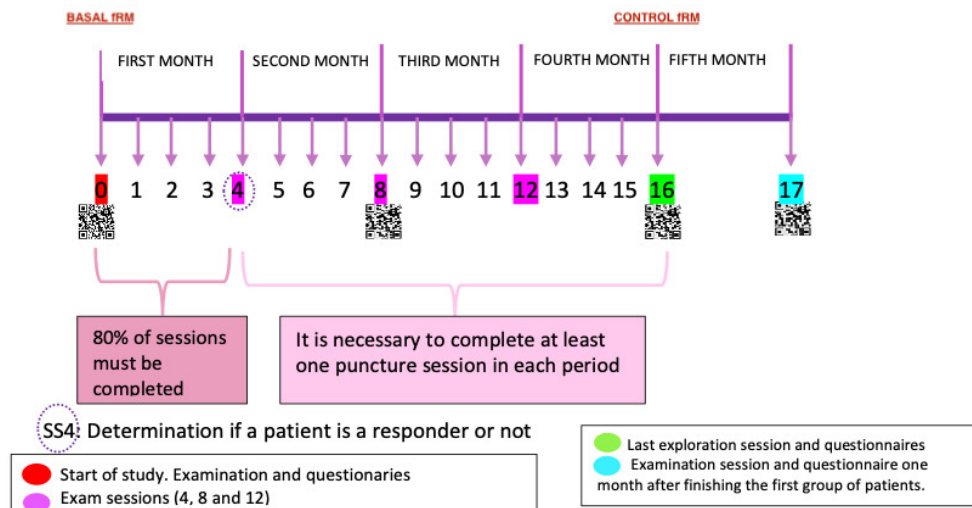 BASAL fRM
CONTROL fRM
FIRST MONTH
SECOND MONTH
THIRD MONTH
FOURTH MONTH
FIFTH MONTH
0 1 2 3 4 5 6 7 8 9 10 11 12 13 14 15 16 17
80% of sessions
must be
completed
It is necessary to complete at least
one puncture session in each period
SS4: Determination if a patient is a responder or not
Start of study. Examination and questionaries
Exam sessions (4, 8 and 12)
Last exploration session and questionnaires
Examination session and questionnaire one
month after finishing the first group of patients.